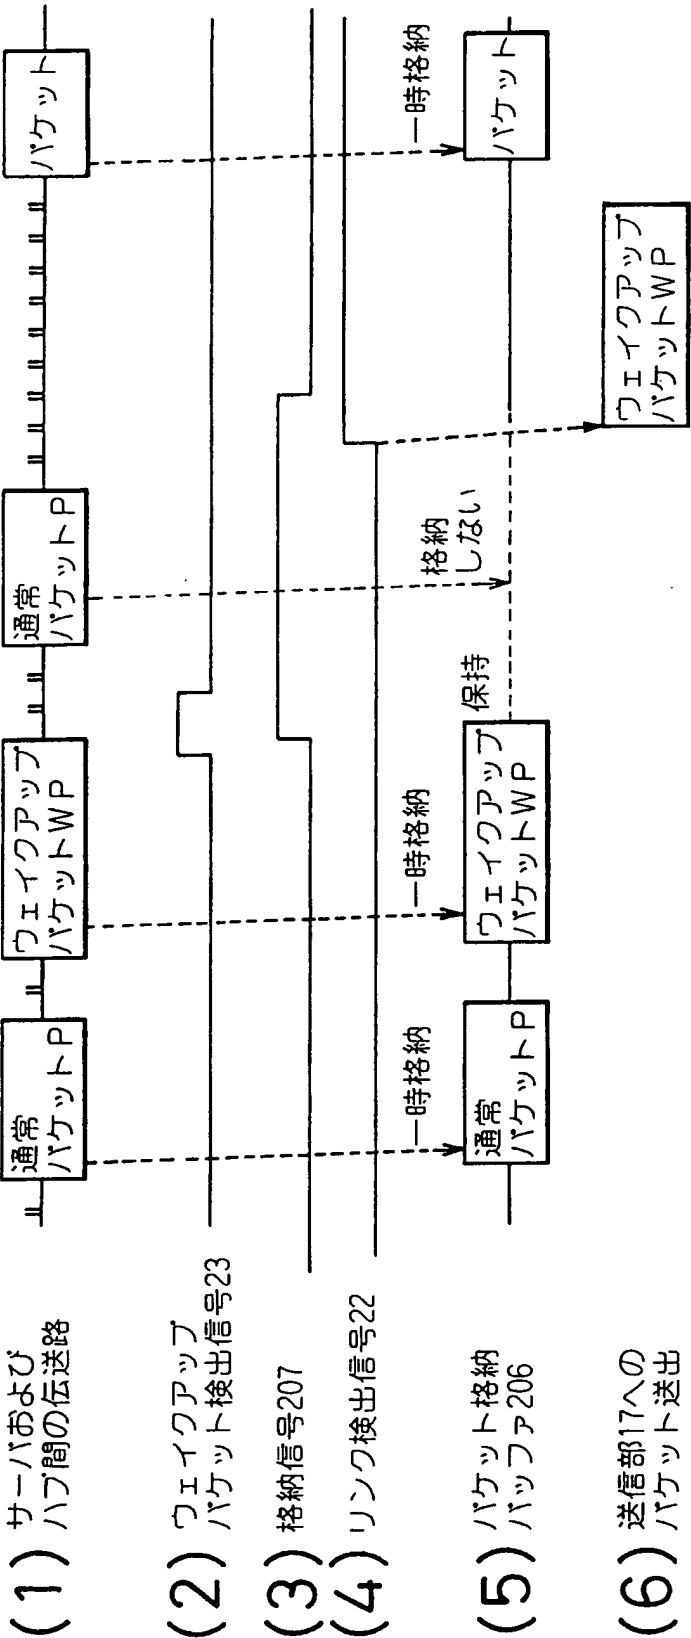 (1) サーバおよび
ハブ間の伝送路
通常
パケットP
ウェイクアップ
パケットWP
通常
パケットP
パケット
(2) ウェイクアップ
パケット検出信号23
(3) 格納信号207
(4) リンク検出信号22
一時格納
一時格納
格納
しない
一時格納
(5) パケット格納
バッファ206
通常
パケットP
ウェイクアップ
パケットWP
保持
パケット
(6) 送信部17への
パケット送出
ウェイクアップ
パケットWP